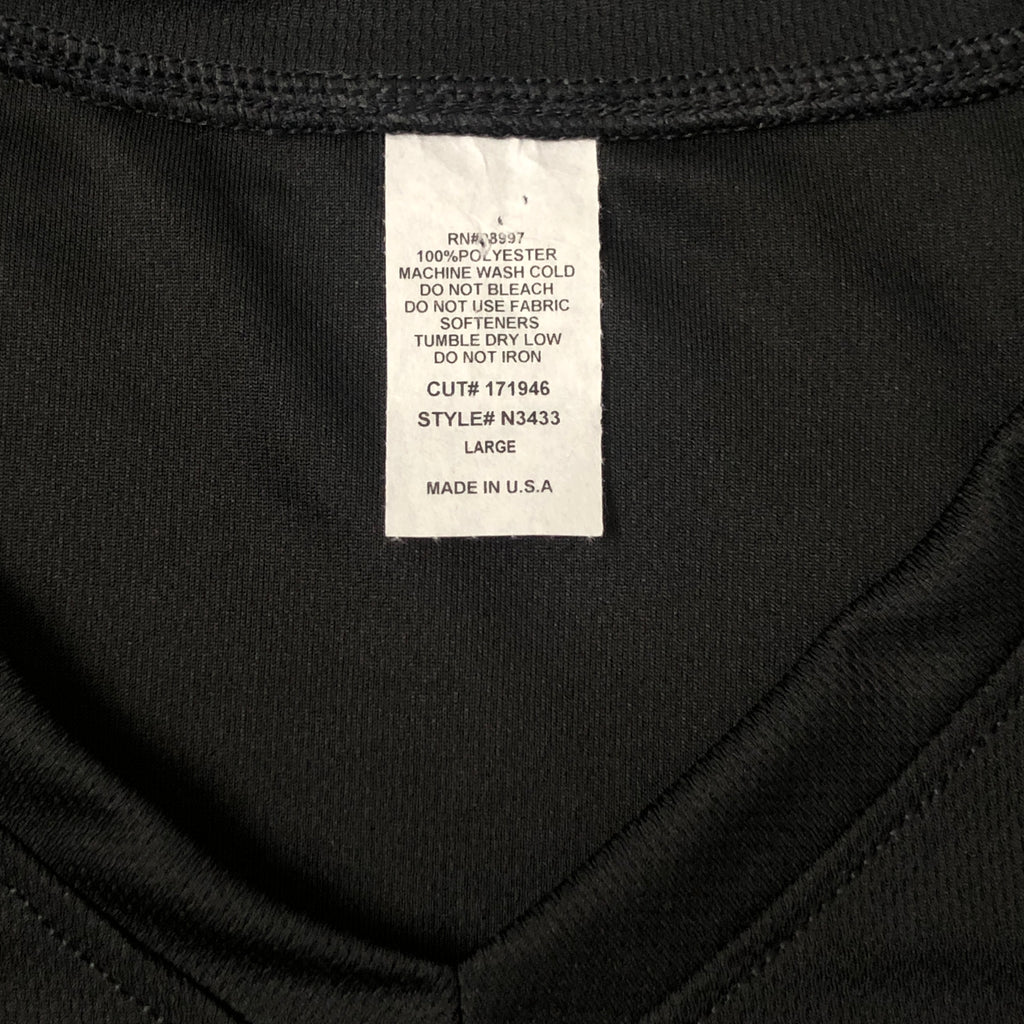 100%POLYESTER
MACHINE WASH COLD
DO NOT BLEACH
DO NOT USE FABRIC
SOFTENERS
TUMBLE DRY LOW
DO NOT IRON
CUT# 171946
STYLE# N3433
LARGE
MADE IN U.S.A